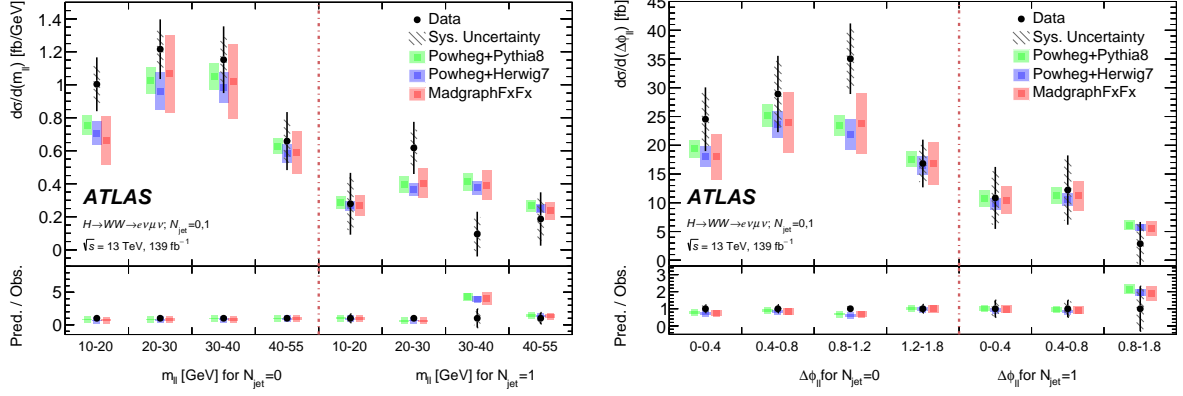 dσ/d(m_ll) [fb/GeV]
1.4
1.2
1.0
0.8
0.6
0.4
0.2
0
Data
Sys. Uncertainty
Powheg+Pythia8
Powheg+Herwig7
MadgraphFxFx
ATLAS
H→WW→eνμν; N_jet=0,1
√s = 13 TeV, 139 fb⁻¹
Pred. / Obs.
5
0
10-20 20-30 30-40 40-55 10-20 20-30 30-40 40-55
m_ll [GeV] for N_jet=0 m_ll [GeV] for N_jet=1
dσ/d(Δϕ_ll) [fb]
45
40
35
30
25
20
15
10
5
0
Data
Sys. Uncertainty
Powheg+Pythia8
Powheg+Herwig7
MadgraphFxFx
ATLAS
H→WW→eνμν; N_jet=0,1
√s = 13 TeV, 139 fb⁻¹
Pred. / Obs.
3
2
1
0
0-0.4 0.4-0.8 0.8-1.2 1.2-1.8 0-0.4 0.4-0.8 0.8-1.8
Δϕ_ll for N_jet=0 Δϕ_ll for N_jet=1